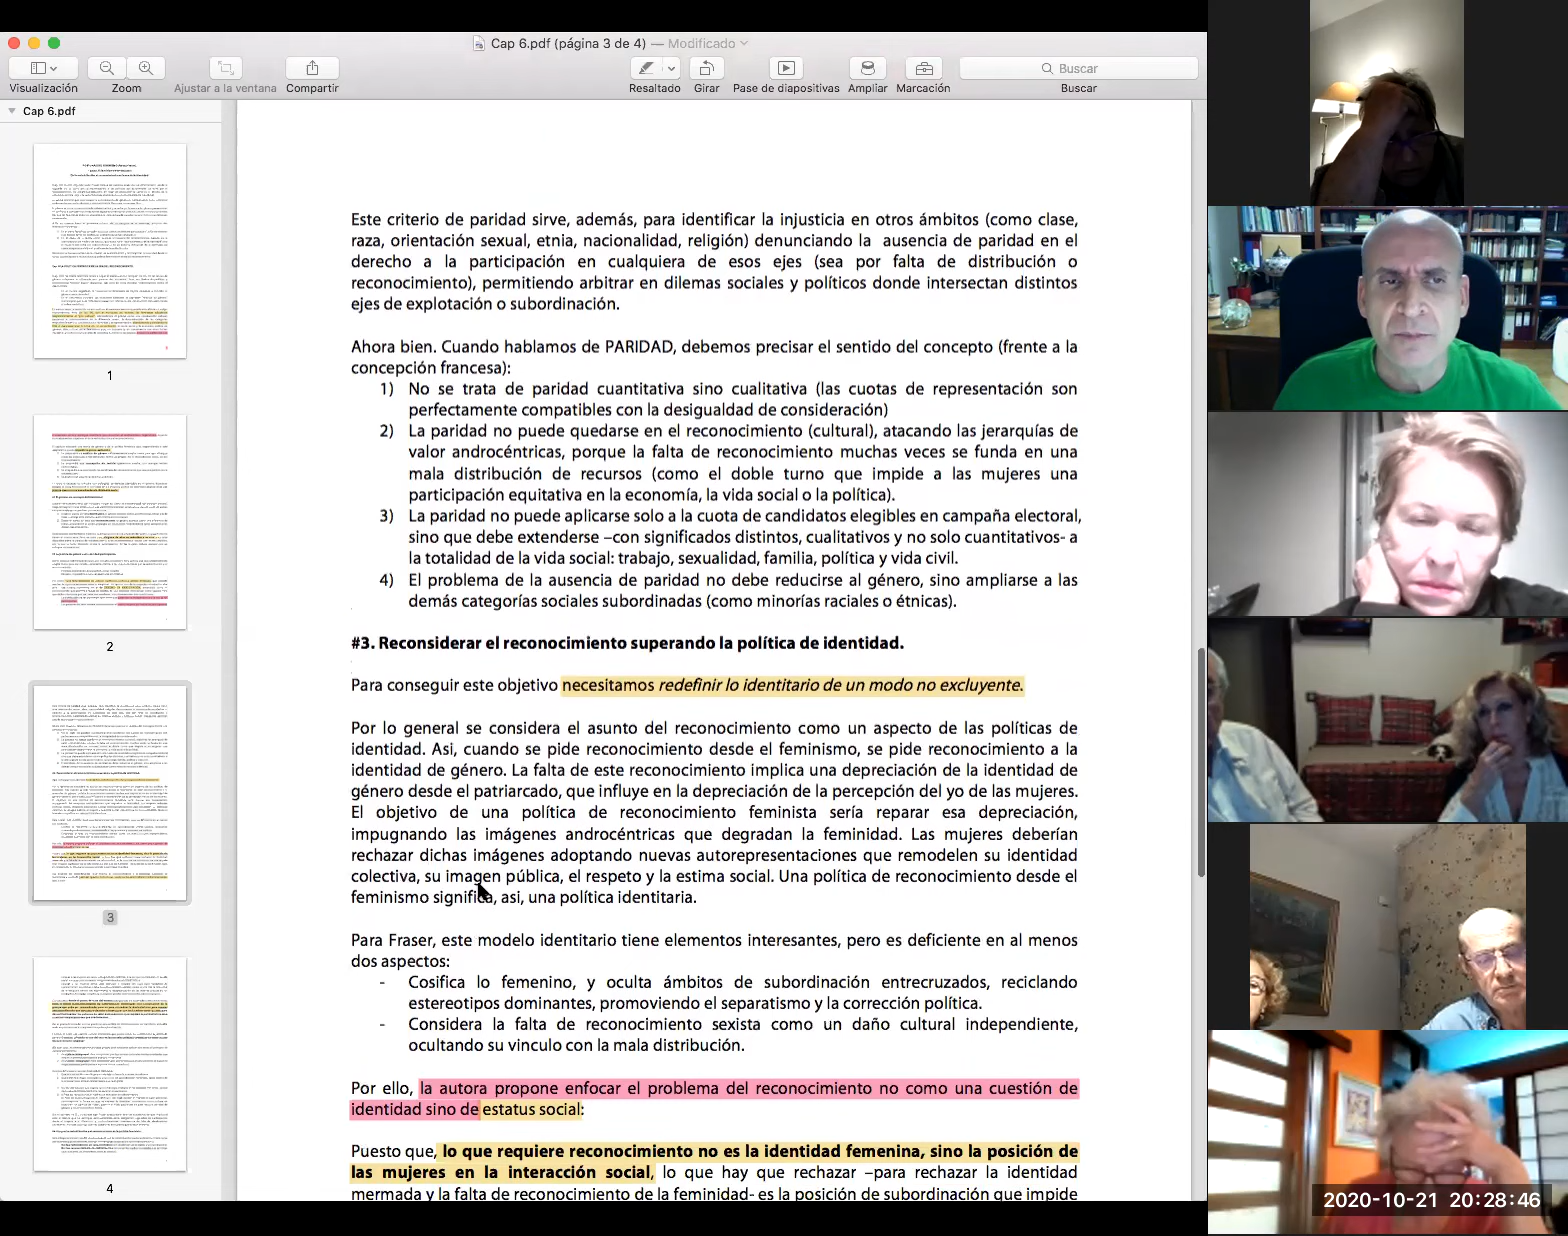 Cap 6.pdf (página 3 de 4) — Modificado
Visualización
Zoom
Ajustar a la ventana
Compartir
Resaltado
Girar
Pase de diapositivas
Ampliar
Marcación
Buscar
Buscar
Cap 6.pdf
1
2
3
4
Este criterio de paridad sirve, además, para identificar la injusticia en otros ámbitos (como clase,
raza, orientación sexual, etnia, nacionalidad, religión) denunciando la ausencia de paridad en el
derecho a la participación en cualquiera de esos ejes (sea por falta de distribución o
reconocimiento), permitiendo arbitrar en dilemas sociales y políticos donde intersectan distintos
ejes de explotación o subordinación.
Ahora bien. Cuando hablamos de PARIDAD, debemos precisar el sentido del concepto (frente a la
concepción francesa):
1) No se trata de paridad cuantitativa sino cualitativa (las cuotas de representación son
perfectamente compatibles con la desigualdad de consideración)
2) La paridad no puede quedarse en el reconocimiento (cultural), atacando las jerarquías de
valor androcéntricas, porque la falta de reconocimiento muchas veces se funda en una
mala distribución de recursos (como el doble tuno que impide a las mujeres una
participación equitativa en la economía, la vida social o la política).
3) La paridad no puede aplicarse solo a la cuota de candidatos elegibles en campaña electoral,
sino que debe extenderse –con significados distintos, cualitativos y no solo cuantitativos- a
la totalidad de la vida social: trabajo, sexualidad, familia, política y vida civil.
4) El problema de la ausencia de paridad no debe reducirse al género, sino ampliarse a las
demás categorías sociales subordinadas (como minorías raciales o étnicas).
#3. Reconsiderar el reconocimiento superando la política de identidad.
Para conseguir este objetivo necesitamos redefinir lo identitario de un modo no excluyente.
Por lo general se considera el asunto del reconocimiento como un aspecto de las políticas de
identidad. Asi, cuando se pide reconocimiento desde el feminismo, se pide reconocimiento a la
identidad de género. La falta de este reconocimiento implica una depreciación de la identidad de
género desde el patriarcado, que influye en la depreciación de la percepción del yo de las mujeres.
El objetivo de una política de reconocimiento feminista sería reparar esa depreciación,
impugnando las imágenes androcéntricas que degradan la feminidad. Las mujeres deberían
rechazar dichas imágenes adoptando nuevas autorepresentaciones que remodelen su identidad
colectiva, su imagen pública, el respeto y la estima social. Una política de reconocimiento desde el
feminismo significa, asi, una política identitaria.
Para Fraser, este modelo identitario tiene elementos interesantes, pero es deficiente en al menos
dos aspectos:
- Cosifica lo femenino, y oculta ámbitos de subordinación entrecruzados, reciclando
estereotipos dominantes, promoviendo el separatismo y la corrección política.
- Considera la falta de reconocimiento sexista como un daño cultural independiente,
ocultando su vinculo con la mala distribución.
Por ello, la autora propone enfocar el problema del reconocimiento no como una cuestión de
identidad sino de estatus social:
Puesto que, lo que requiere reconocimiento no es la identidad femenina, sino la posición de
las mujeres en la interacción social, lo que hay que rechazar –para rechazar la identidad
mermada y la falta de reconocimiento de la feminidad- es la posición de subordinación que impide
2020-10-21 20:28:46